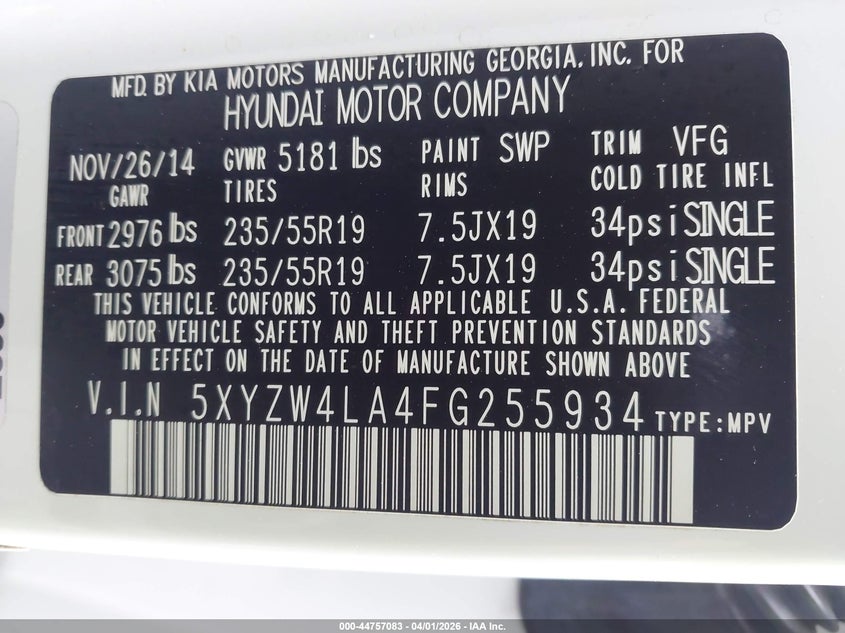 MFD. BY KIA MOTORS MANUFACTURING GEORGIA, INC. FOR
HYUNDAI MOTOR COMPANY
NOV/26/14 GVWR 5181 lbs PAINT SWP TRIM VFG
GAWR TIRES RIMS COLD TIRE INFL
FRONT 2976 lbs 235/55R19 7.5JX19 34psi SINGLE
REAR 3075 lbs 235/55R19 7.5JX19 34psi SINGLE
THIS VEHICLE CONFORMS TO ALL APPLICABLE U.S.A. FEDERAL
MOTOR VEHICLE SAFETY AND THEFT PREVENTION STANDARDS
IN EFFECT ON THE DATE OF MANUFACTURE SHOWN ABOVE
V.I.N 5XYZW4LA4FG255934 TYPE:MPV
000-44757083 - 04/01/2026 - IAA Inc.